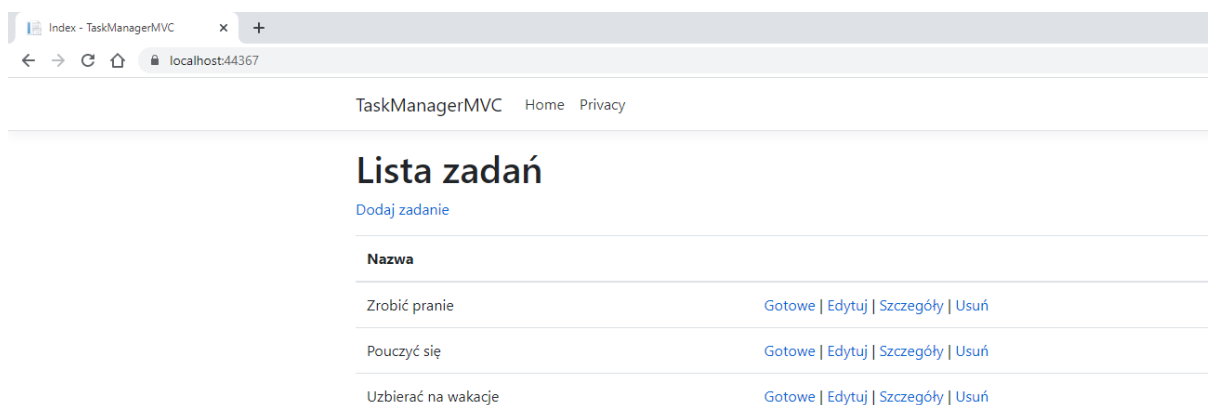 Index - TaskManagerMVC
localhost:44367
TaskManagerMVC Home Privacy
Lista zadań
Dodaj zadanie
Nazwa
Zrobić pranie Gotowe | Edytuj | Szczegóły | Usuń
Pouczyć się Gotowe | Edytuj | Szczegóły | Usuń
Uzbierać na wakacje Gotowe | Edytuj | Szczegóły | Usuń